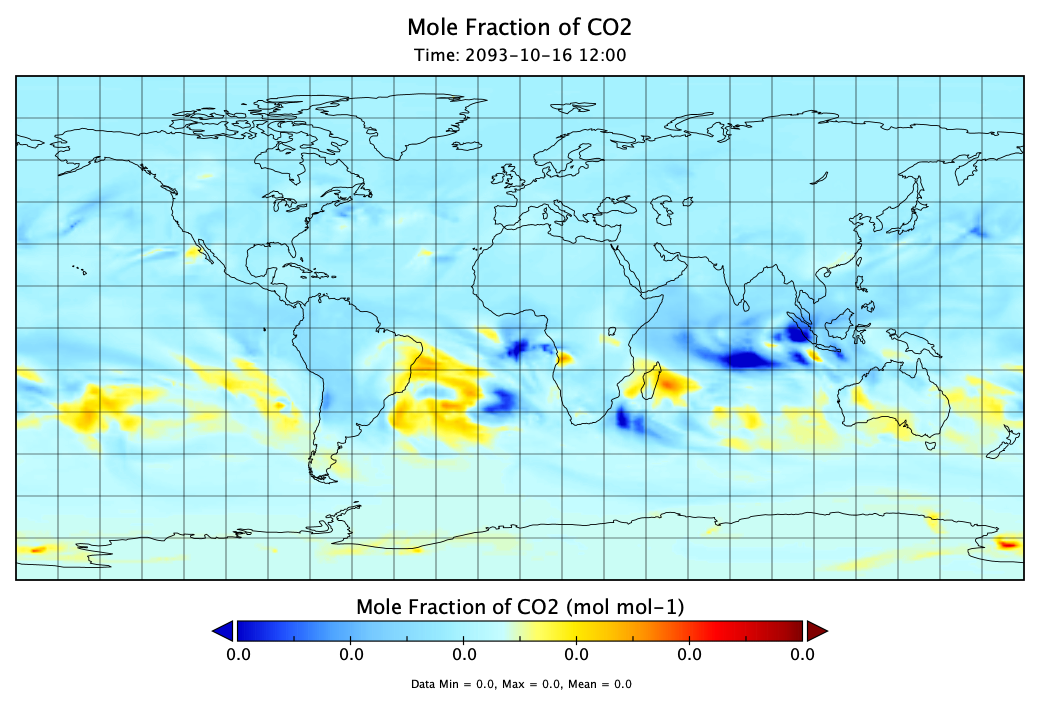 Mole Fraction of CO2
Time: 2093-10-16 12:00
Mole Fraction of CO2 (mol mol-1)
0.0 0.0 0.0 0.0 0.0 0.0
Data Min = 0.0, Max = 0.0, Mean = 0.0